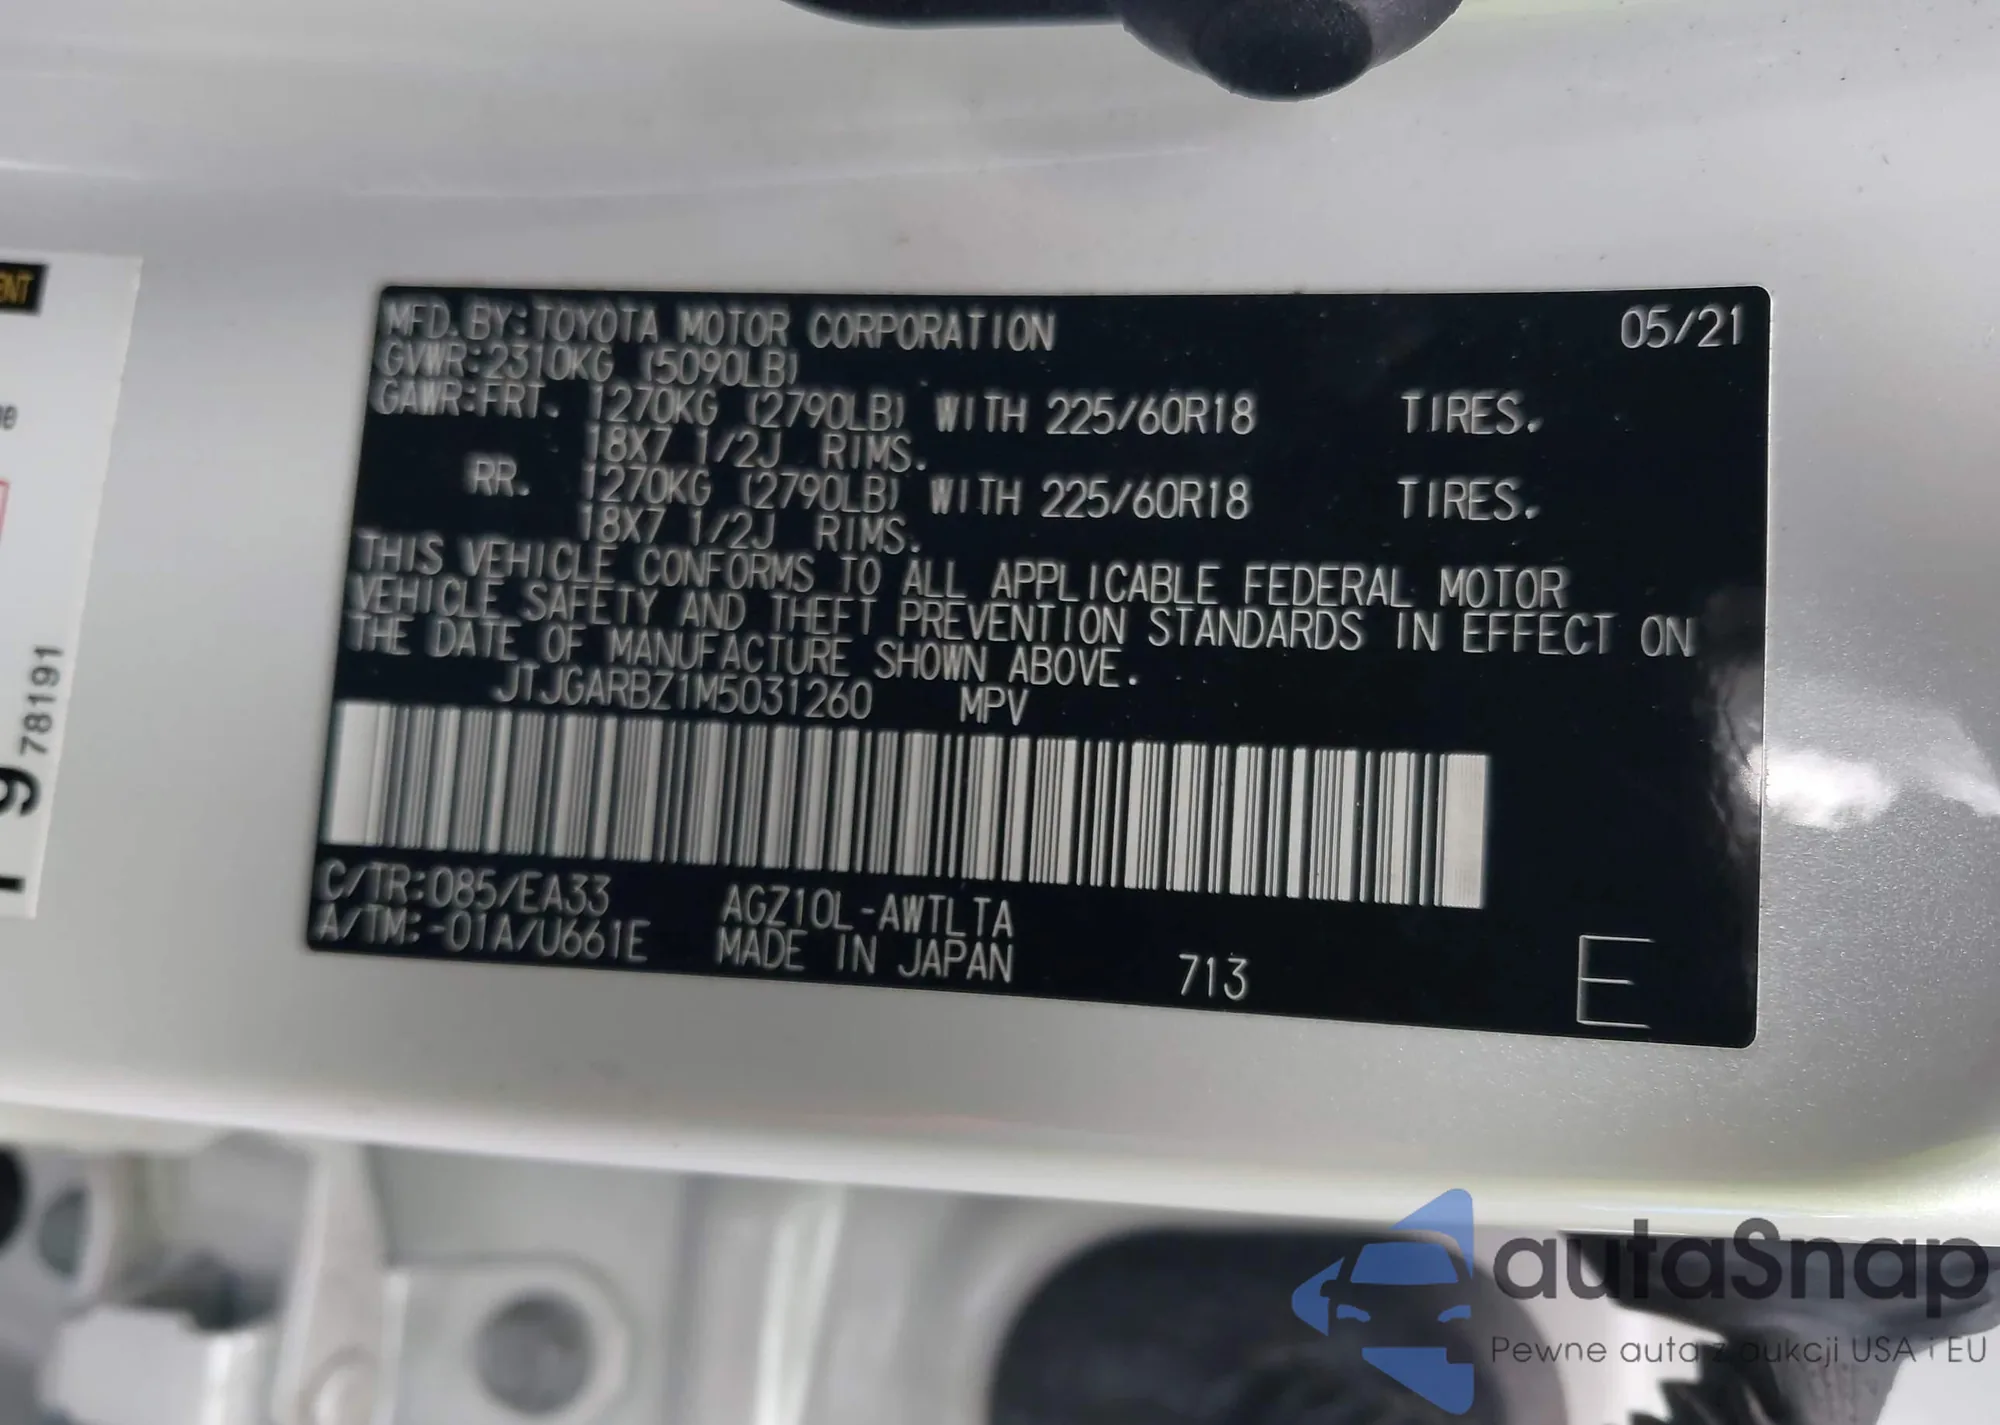 MFD. BY: TOYOTA MOTOR CORPORATION 05/21
GVWR: 2310KG (5090LB)
GAWR: FRT. 1270KG (2790LB) WITH 225/60R18 TIRES.
18X7 1/2J RIMS.
RR. 1270KG (2790LB) WITH 225/60R18 TIRES.
18X7 1/2J RIMS.
THIS VEHICLE CONFORMS TO ALL APPLICABLE FEDERAL MOTOR
VEHICLE SAFETY AND THEFT PREVENTION STANDARDS IN EFFECT ON
THE DATE OF MANUFACTURE SHOWN ABOVE.
JTJGARBZ1M5031260 MPV
C/TR: 085/EA33 AGZ10L-AWTLTA
A/TM: -01A/U661E MADE IN JAPAN 713 E
78191
autaSnap
Pewne auta z aukcji USA i EU